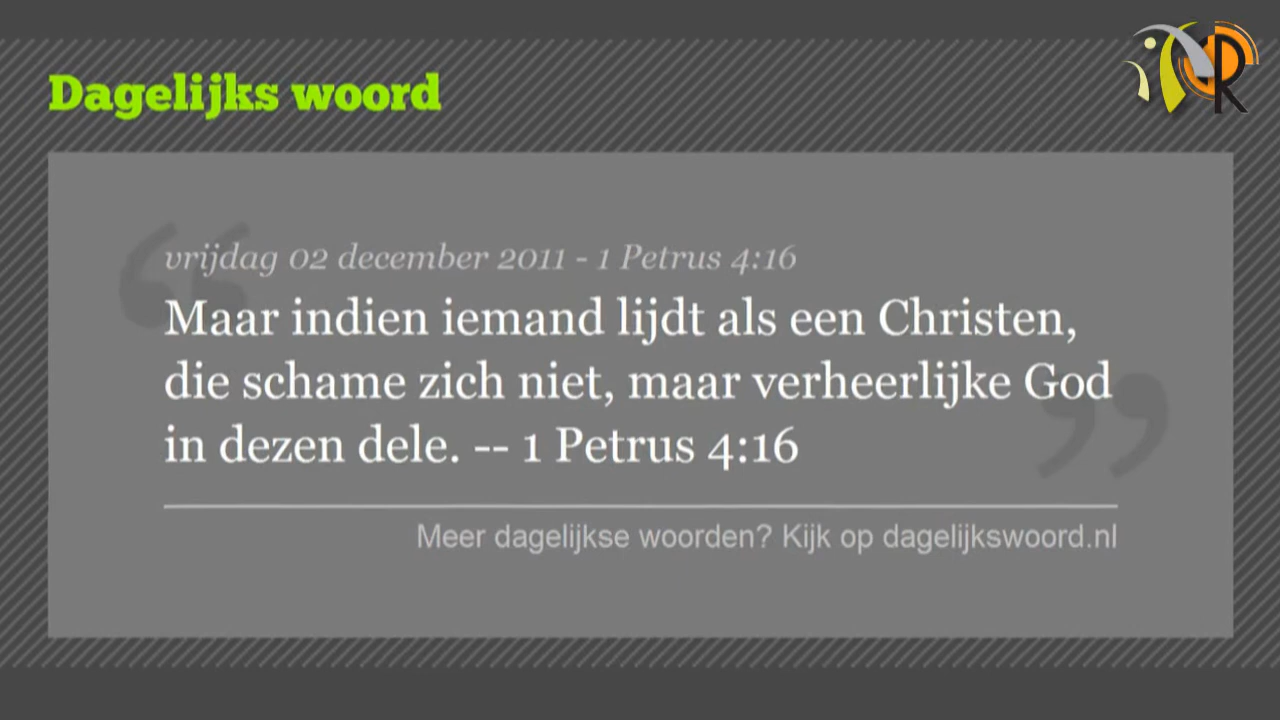 Dagelijks woord
vrijdag 02 december 2011 - 1 Petrus 4:16
Maar indien iemand lijdt als een Christen,
die schame zich niet, maar verheerlijke God
in dezen dele. -- 1 Petrus 4:16
Meer dagelijkse woorden? Kijk op dagelijkswoord.nl